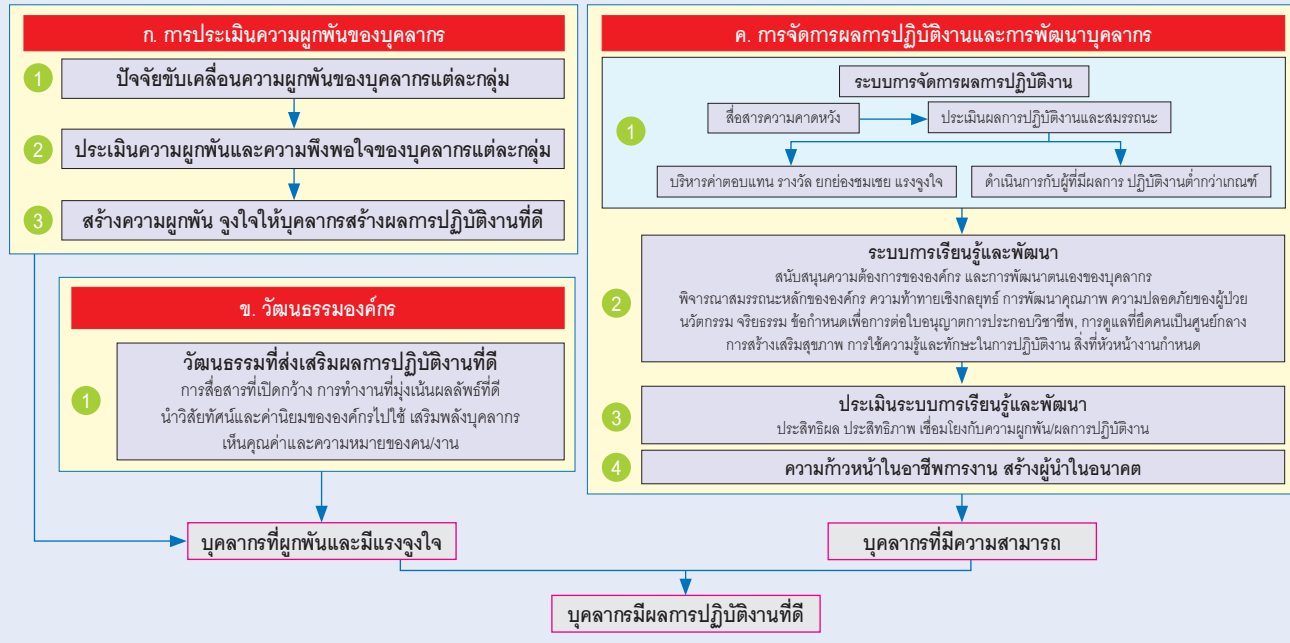 ก. การประเมินความผูกพันของบุคลากร
1
ปัจจัยขับเคลื่อนความผูกพันของบุคลากรแต่ละกลุ่ม
2
ประเมินความผูกพันและความพึงพอใจของบุคลากรแต่ละกลุ่ม
3
สร้างความผูกพัน จูงใจให้บุคลากรสร้างผลการปฏิบัติงานที่ดี
ข. วัฒนธรรมองค์กร
1
วัฒนธรรมที่ส่งเสริมผลการปฏิบัติงานที่ดี
การสื่อสารที่เปิดกว้าง การทำงานที่มุ่งเน้นผลลัพธ์ที่ดี
นำวิสัยทัศน์และค่านิยมขององค์กรไปใช้ เสริมพลังบุคลากร
เห็นคุณค่าและความหมายของคน/งาน
ค. การจัดการผลการปฏิบัติงานและการพัฒนาบุคลากร
1
ระบบการจัดการผลการปฏิบัติงาน
สื่อสารความคาดหวัง
ประเมินผลการปฏิบัติงานและสมรรถนะ
บริหารค่าตอบแทน รางวัล ยกย่องชมเชย แรงจูงใจ
ดำเนินการกับผู้ที่มีผลการ ปฏิบัติงานต่ำกว่าเกณฑ์
2
ระบบการเรียนรู้และพัฒนา
สนับสนุนความต้องการขององค์กร และการพัฒนาตนเองของบุคลากร
พิจารณาสมรรถนะหลักขององค์กร ความท้าทายเชิงกลยุทธ์ การพัฒนาคุณภาพ ความปลอดภัยของผู้ป่วย
นวัตกรรม จริยธรรม ข้อกำหนดเพื่อการต่อใบอนุญาตการประกอบวิชาชีพ, การดูแลที่ยึดคนเป็นศูนย์กลาง
การสร้างเสริมสุขภาพ การใช้ความรู้และทักษะในการปฏิบัติงาน สิ่งที่หัวหน้างานกำหนด
3
ประเมินระบบการเรียนรู้และพัฒนา
ประสิทธิผล ประสิทธิภาพ เชื่อมโยงกับความผูกพัน/ผลการปฏิบัติงาน
4
ความก้าวหน้าในอาชีพการงาน สร้างผู้นำในอนาคต
บุคลากรที่ผูกพันและมีแรงจูงใจ
บุคลากรที่มีความสามารถ
บุคลากรมีผลการปฏิบัติงานที่ดี